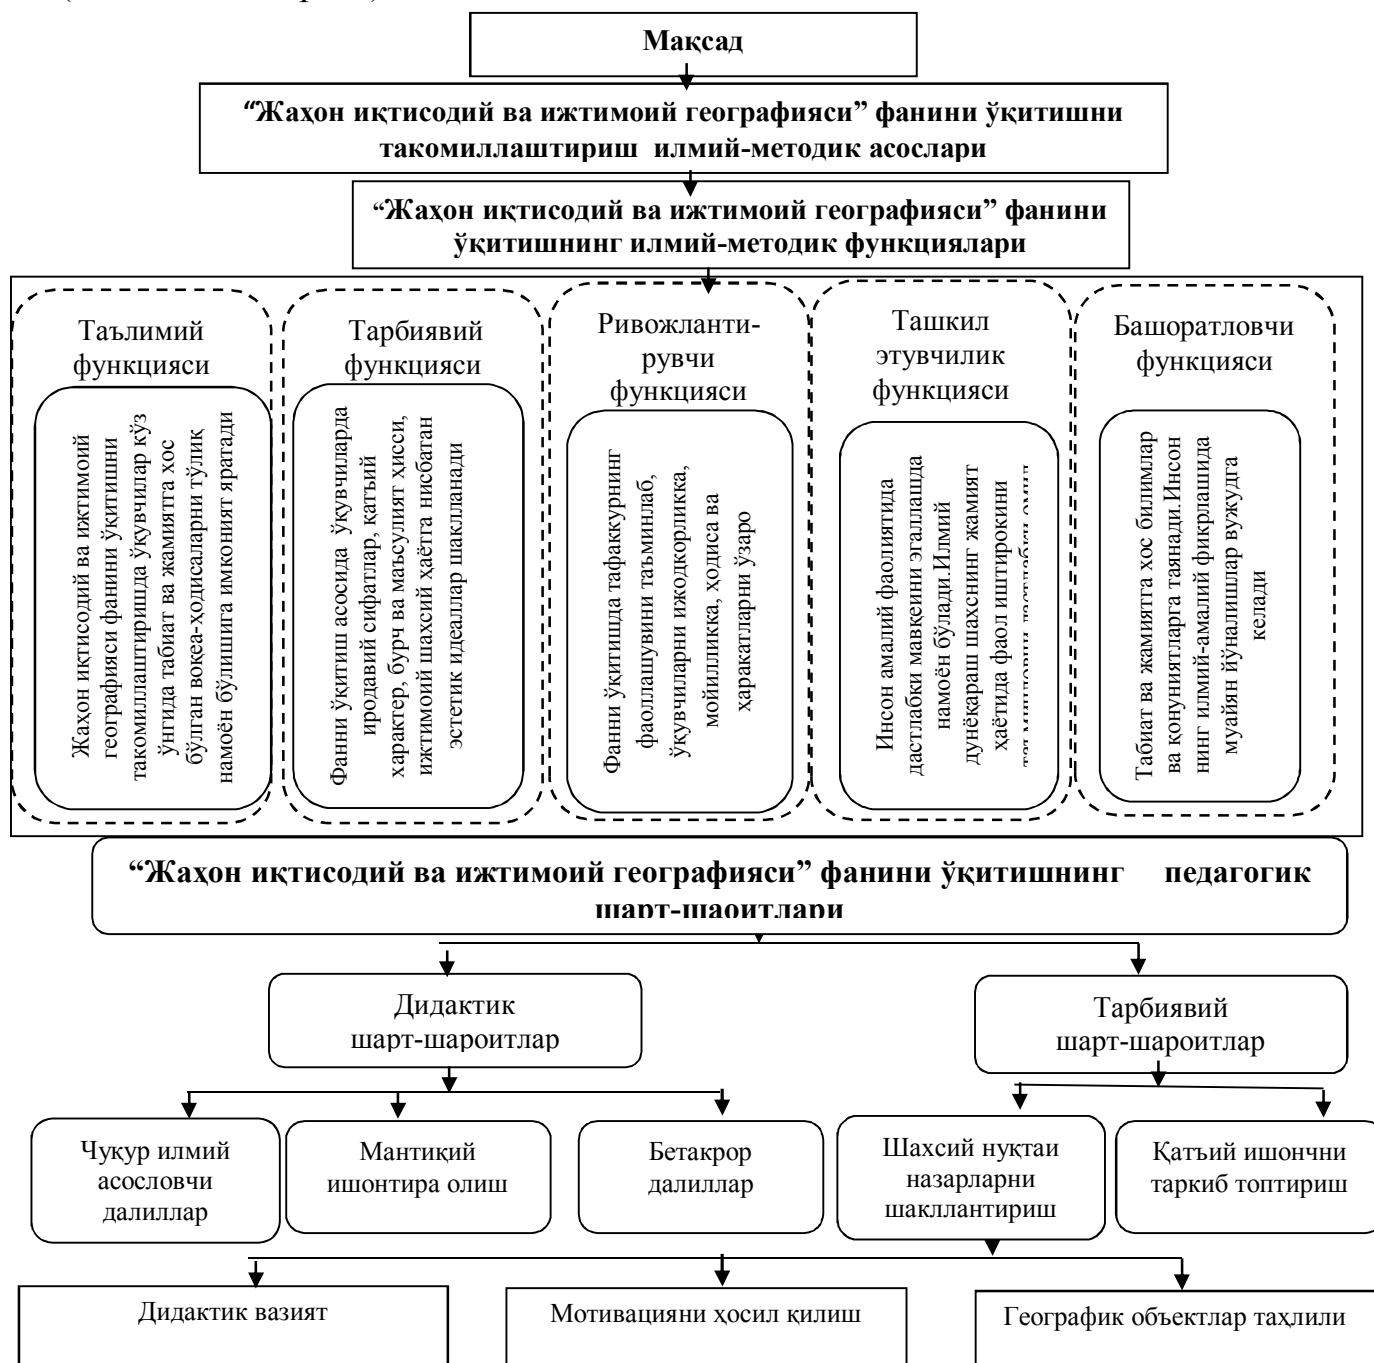 Мақсад
“Жаҳон иқтисодий ва ижтимоий географияси” фанини ўқитишни
такомиллаштириш илмий-методик асослари
“Жаҳон иқтисодий ва ижтимоий географияси” фанини
ўқитишнинг илмий-методик функциялари
Таълимий
функцияси
Жаҳон иқтисодий ва ижтимоий
географияси фанини ўқитишни
такомиллаштиришда ўқувчилар кўз
ўнгида табиат ва жамиятга хос
бўлган вокеа-ҳодисаларни тўлиқ
намоён бўлишига имконият яратади
Тарбиявий
функцияси
Фанни ўқитиш асосида ўқувчиларда
иродавий сифатлар, қатъий
характер, бурч ва маъсулият ҳисси,
ижтимоий шахсий ҳаётга нисбатан
эстетик идеаллар шаклланади
Ривожланти-
рувчи
функцияси
Фанни ўқитишда тафаккурнинг
фаоллашувини таъминлаб,
ўқувчиларни ижодкорликка,
мойилликка, ҳодиса ва
ҳаракатларни ўзаро
Ташкил
этувчилик
функцияси
Инсон амалий фаолиятида
дастлабки мавқеини эгаллашда
намоён бўлади.Илмий
дунёқараш шахснинг жамият
ҳаётида фаол иштирокини
Башоратловчи
функцияси
Табиат ва жамиятга хос билимлар
ва қонуниятларга таянади.Инсон
нинг илмий-амалий фикрлашида
муайян йўналишлар вужудга
келади
“Жаҳон иқтисодий ва ижтимоий географияси” фанини ўқитишнинг педагогик
шарт-шаоитлари
Дидактик
шарт-шароитлар
Тарбиявий
шарт-шароитлар
Чуқур илмий
асословчи
далиллар
Мантиқий
ишонтира олиш
Бетакрор
далиллар
Шахсий нуқтаи
назарларни
шакллантириш
Қатъий ишончни
таркиб топтириш
Дидактик вазият
Мотивацияни ҳосил қилиш
Географик объектлар таҳлили